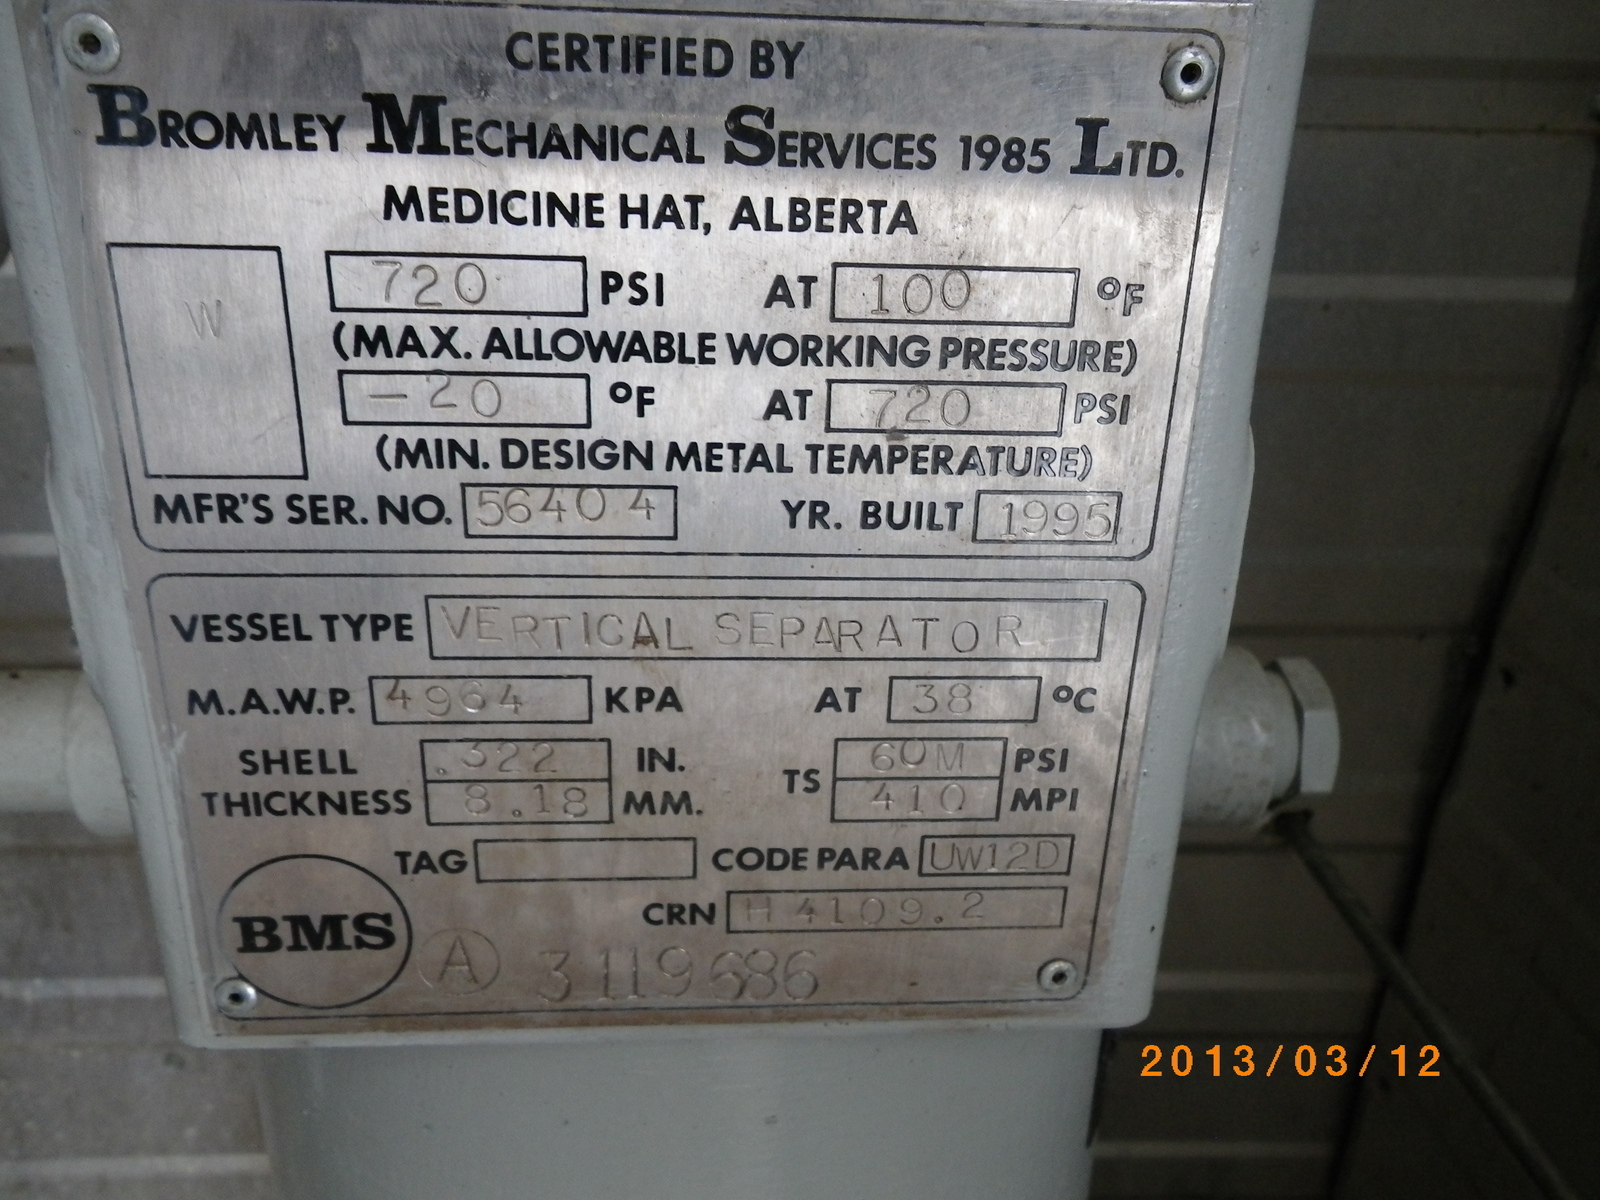 CERTIFIED BY
BROMLEY MECHANICAL SERVICES 1985 LTD.
MEDICINE HAT, ALBERTA
W
720 PSI AT 100 °F
(MAX. ALLOWABLE WORKING PRESSURE)
-20 °F AT 720 PSI
(MIN. DESIGN METAL TEMPERATURE)
MFR'S SER. NO. 56404 YR. BUILT 1995
VESSEL TYPE VERTICAL SEPARATOR
M.A.W.P. 4964 KPA AT 38 °C
SHELL THICKNESS .322 IN. TS 60M PSI
8.18 MM. 410 MPI
TAG CODE PARA UW12D
CRN H4109.2
BMS A 3119686
2013/03/12